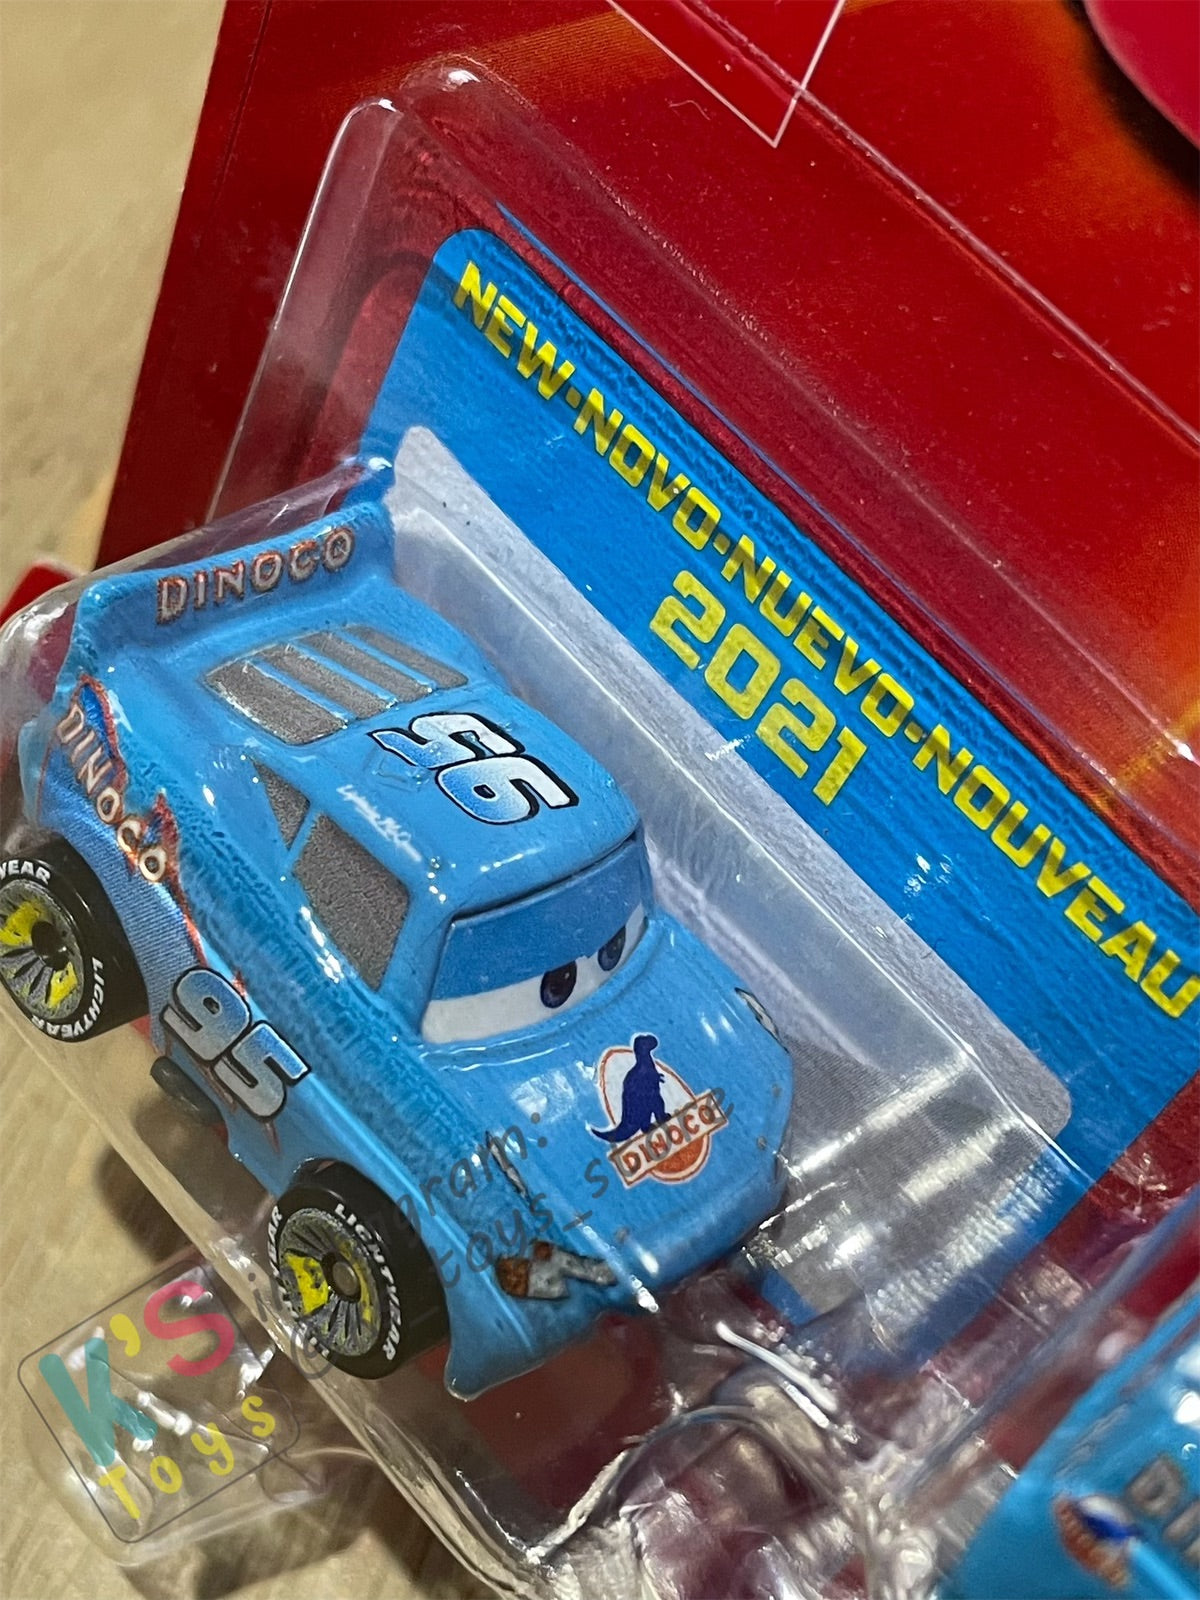 NEW•NOVO•NUEVO•NOUVEAU
2021
DINOCO
95
DINOCO
95
DINOCO
LIGHTYEAR
LIGHTYEAR
K'S
Toys